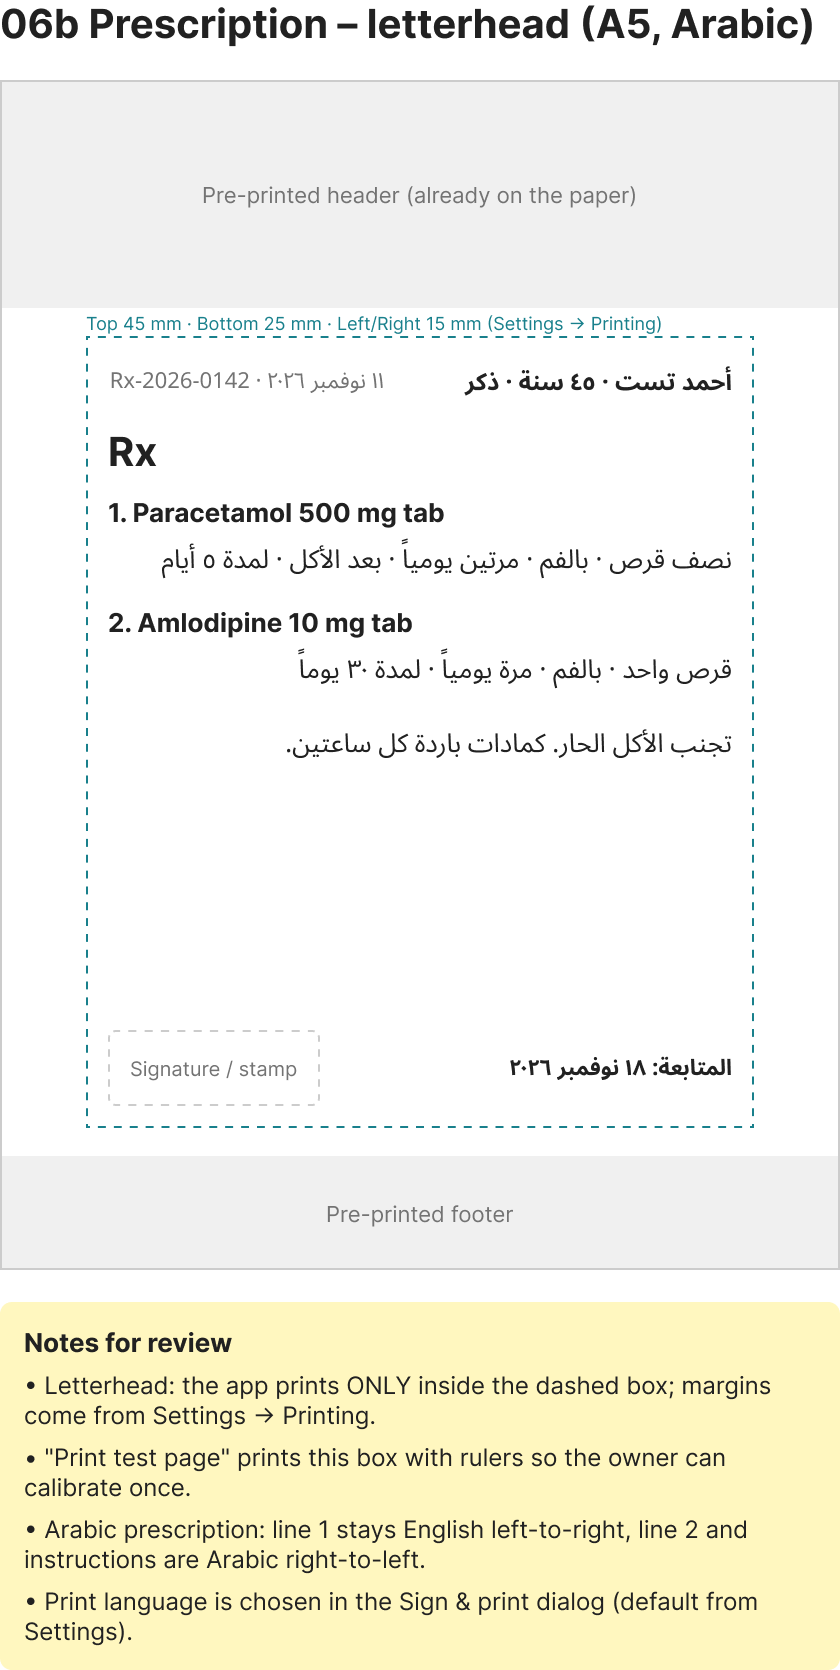 06b Prescription – letterhead (A5, Arabic)
Pre-printed header (already on the paper)
Top 45 mm · Bottom 25 mm · Left/Right 15 mm (Settings → Printing)
أحمد تست · ٤٥ سنة · ذكر
Rx-2026-0142 · ١١ نوفمبر ٢٠٢٦
Rx
1. Paracetamol 500 mg tab
نصف قرص · بالفم · مرتين يومياً · بعد الأكل · لمدة ٥ أيام
2. Amlodipine 10 mg tab
قرص واحد · بالفم · مرة يومياً · لمدة ٣٠ يوماً
تجنب الأكل الحار. كمادات باردة كل ساعتين.
المتابعة: ١٨ نوفمبر ٢٠٢٦
Signature / stamp
Pre-printed footer
Notes for review
• Letterhead: the app prints ONLY inside the dashed box; margins
come from Settings → Printing.
• "Print test page" prints this box with rulers so the owner can
calibrate once.
• Arabic prescription: line 1 stays English left-to-right, line 2 and
instructions are Arabic right-to-left.
• Print language is chosen in the Sign & print dialog (default from
Settings).